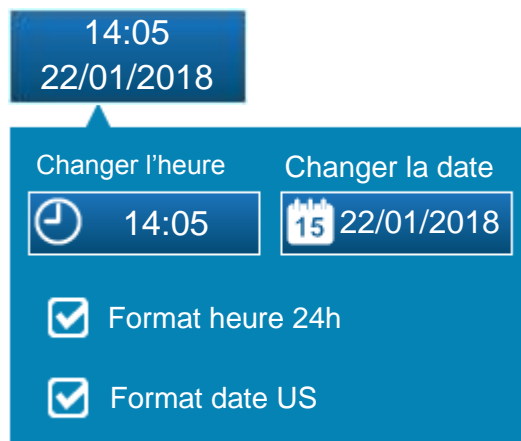 14:05
22/01/2018
Changer l'heure
Changer la date
14:05
15
22/01/2018
Format heure 24h
Format date US